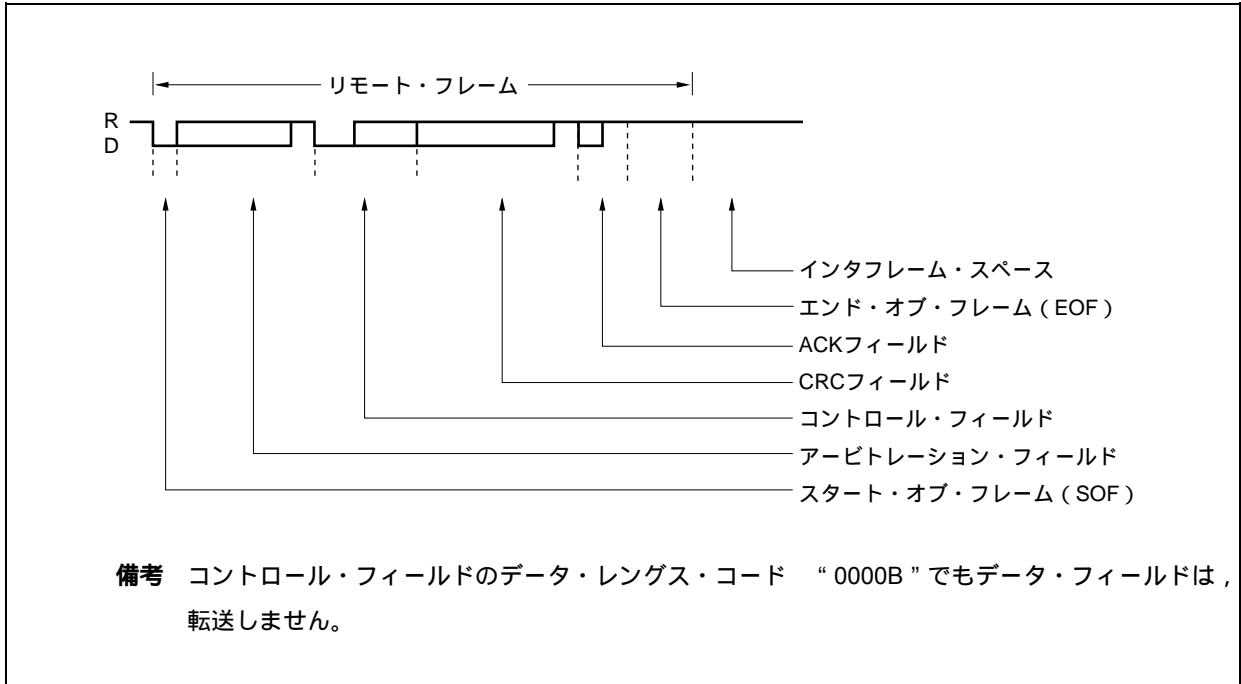 リモート・フレーム
R
D
インタフレーム・スペース
エンド・オブ・フレーム（EOF）
ACKフィールド
CRCフィールド
コントロール・フィールド
アービトレーション・フィールド
スタート・オブ・フレーム（SOF）
備考 コントロール・フィールドのデータ・レングス・コード “0000B”でもデータ・フィールドは，
転送しません。